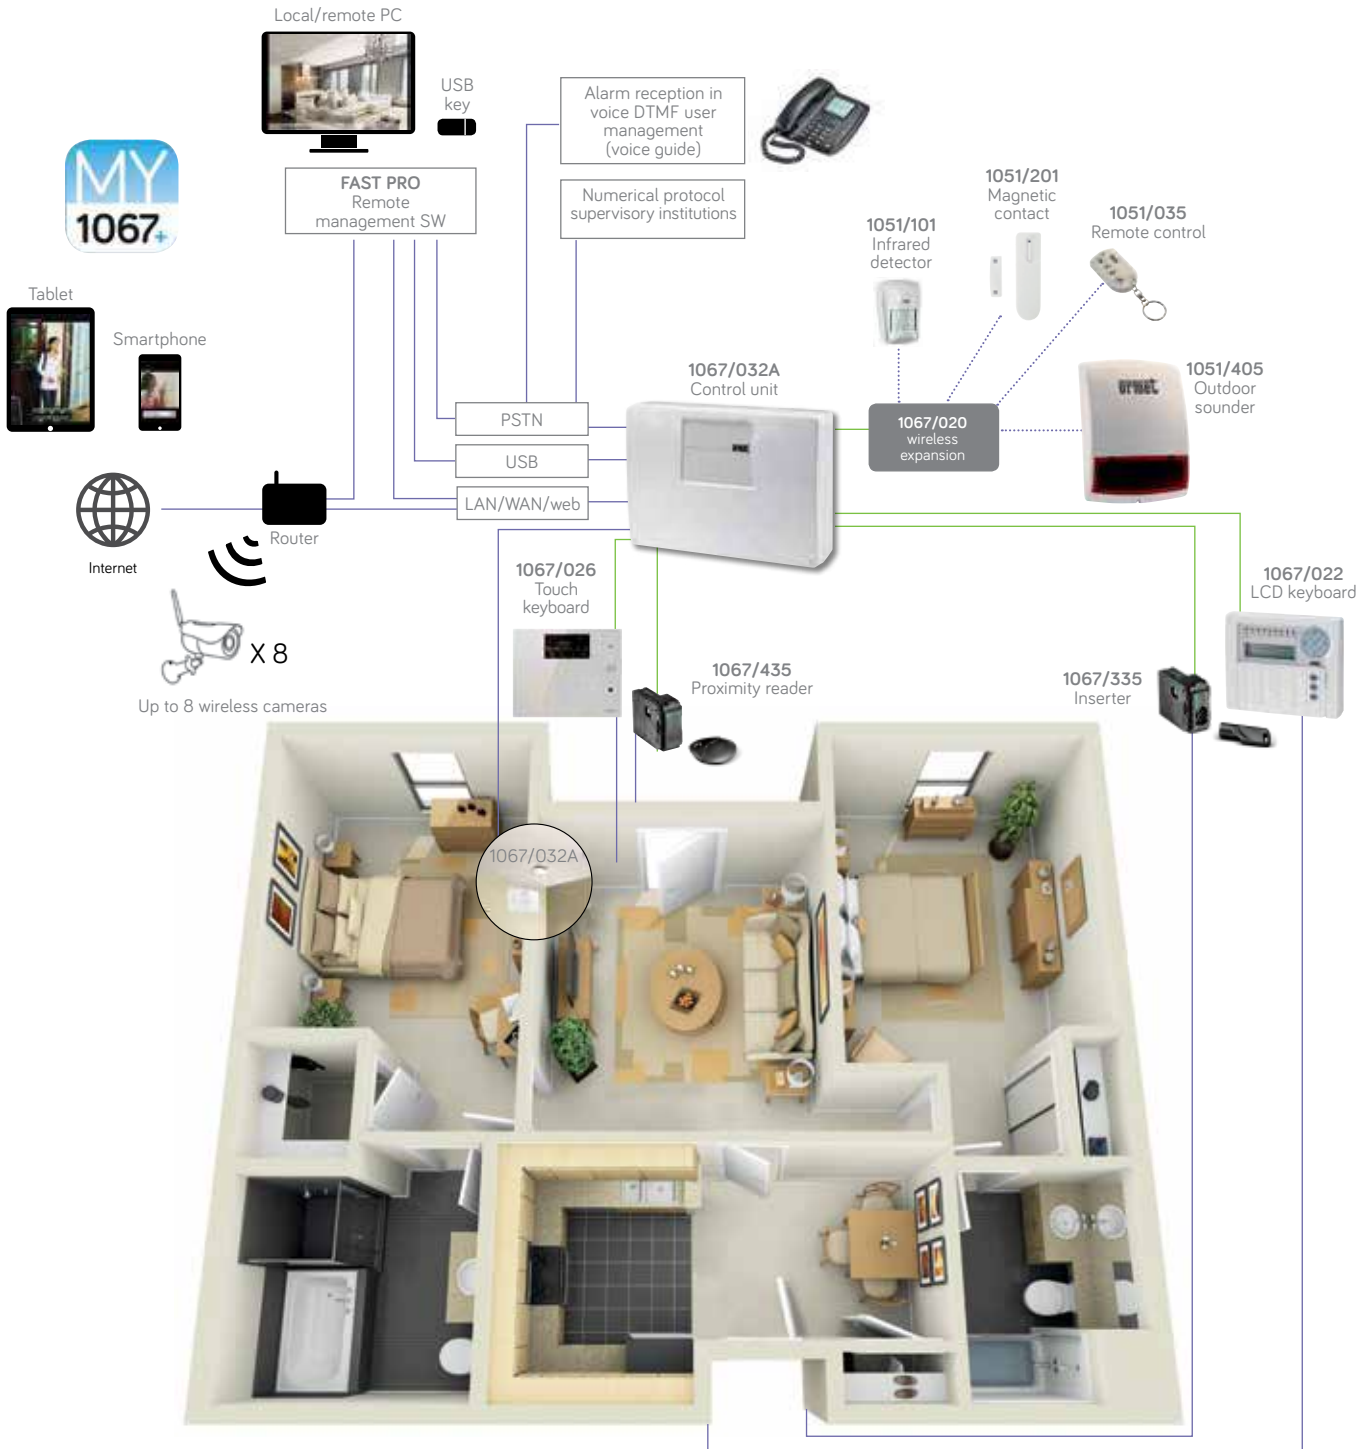 Local/remote PC
USB
key
MY
1067+
FAST PRO
Remote
management SW
Alarm reception in
voice DTMF user
management
(voice guide)
Numerical protocol
supervisory institutions
1051/201
Magnetic
contact
1051/035
Remote control
1051/101
Infrared
detector
Tablet
Smartphone
1067/032A
Control unit
1051/405
Outdoor
sounder
urmet
PSTN
USB
LAN/WAN/web
1067/020
wireless
expansion
Router
Internet
1067/026
Touch
keyboard
1067/022
LCD keyboard
X 8
Up to 8 wireless cameras
1067/435
Proximity reader
1067/335
Inserter
1067/032A